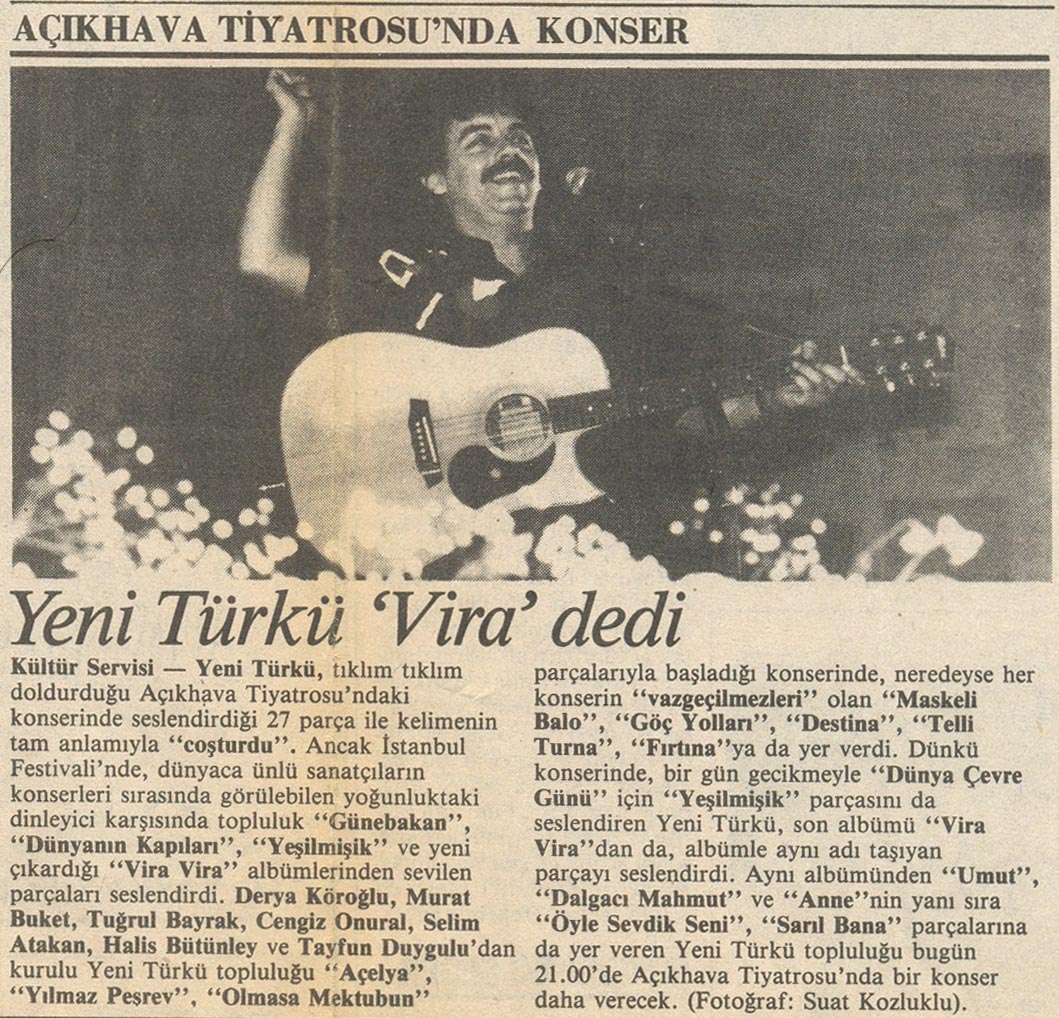 AÇIKHAVA TİYATROSU’NDA KONSER
Yeni Türkü ‘Vira’ dedi
Kültür Servisi — Yeni Türkü, tıklım tıklım
doldurduğu Açıkhava Tiyatrosu’ndaki
konserinde seslendirdiği 27 parça ile kelimenin
tam anlamıyla “coşturdu”. Ancak İstanbul
Festivali’nde, dünyaca ünlü sanatçıların
konserleri sırasında görülebilen yoğunluktaki
dinleyici karşısında topluluk “Günebakan”,
“Dünyanın Kapıları”, “Yeşilmişik” ve yeni
çıkardığı “Vira Vira” albümlerinden sevilen
parçaları seslendirdi. Derya Köroğlu, Murat
Buket, Tuğrul Bayrak, Cengiz Onural, Selim
Atakan, Halis Bütünley ve Tayfun Duygulu’dan
kurulu Yeni Türkü topluluğu “Açelya”,
“Yılmaz Peşrev”, “Olmasa Mektubun”
parçalarıyla başladığı konserinde, neredeyse her
konserin “vazgeçilmezleri” olan “Maskeli
Balo”, “Göç Yolları”, “Destina”, “Telli
Turna”, “Fırtına”ya da yer verdi. Dünkü
konserinde, bir gün gecikmeyle “Dünya Çevre
Günü” için “Yeşilmişik” parçasını da
seslendiren Yeni Türkü, son albümü “Vira
Vira”dan da, albümle aynı adı taşıyan
parçayı seslendirdi. Aynı albümünden “Umut”,
“Dalgacı Mahmut” ve “Anne”nin yanı sıra
“Öyle Sevdik Seni”, “Sarıl Bana” parçalarına
da yer veren Yeni Türkü topluluğu bugün
21.00’de Açıkhava Tiyatrosu’nda bir konser
daha verecek. (Fotoğraf: Suat Kozluklu).